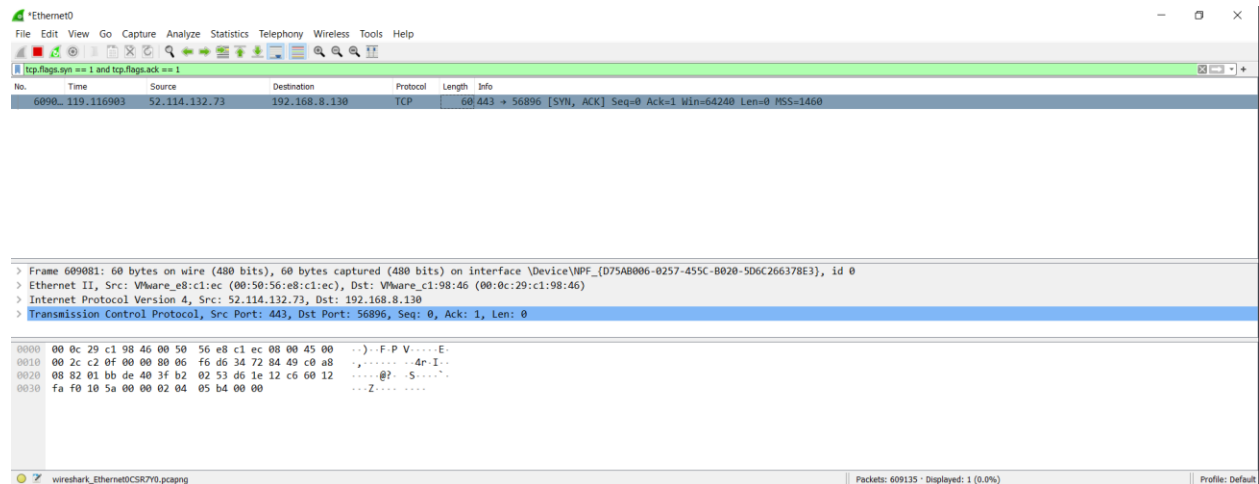 *Ethernet0
File Edit View Go Capture Analyze Statistics Telephony Wireless Tools Help
tcp.flags.syn == 1 and tcp.flags.ack == 1
No. Time Source Destination Protocol Length Info
6090… 119.116903 52.114.132.73 192.168.8.130 TCP 60 443 → 56896 [SYN, ACK] Seq=0 Ack=1 Win=64240 Len=0 MSS=1460
> Frame 609081: 60 bytes on wire (480 bits), 60 bytes captured (480 bits) on interface \Device\NPF_{D75AB006-0257-455C-B020-5D6C266378E3}, id 0
> Ethernet II, Src: VMware_e8:c1:ec (00:50:56:e8:c1:ec), Dst: VMware_c1:98:46 (00:0c:29:c1:98:46)
> Internet Protocol Version 4, Src: 52.114.132.73, Dst: 192.168.8.130
> Transmission Control Protocol, Src Port: 443, Dst Port: 56896, Seq: 0, Ack: 1, Len: 0
0000 00 0c 29 c1 98 46 00 50 56 e8 c1 ec 08 00 45 00 ··)··F·P V·····E·
0010 00 2c c2 0f 00 00 80 06 f6 d6 34 72 84 49 c0 a8 ·,······ ··4r·I··
0020 08 82 01 bb de 40 3f b2 02 53 d6 1e 12 c6 60 12 ·····@?· ·S····`·
0030 fa f0 10 5a 00 00 02 04 05 b4 00 00 ···Z···· ····
wireshark_Ethernet0CSR7Y0.pcapng Packets: 609135 · Displayed: 1 (0.0%) Profile: Default